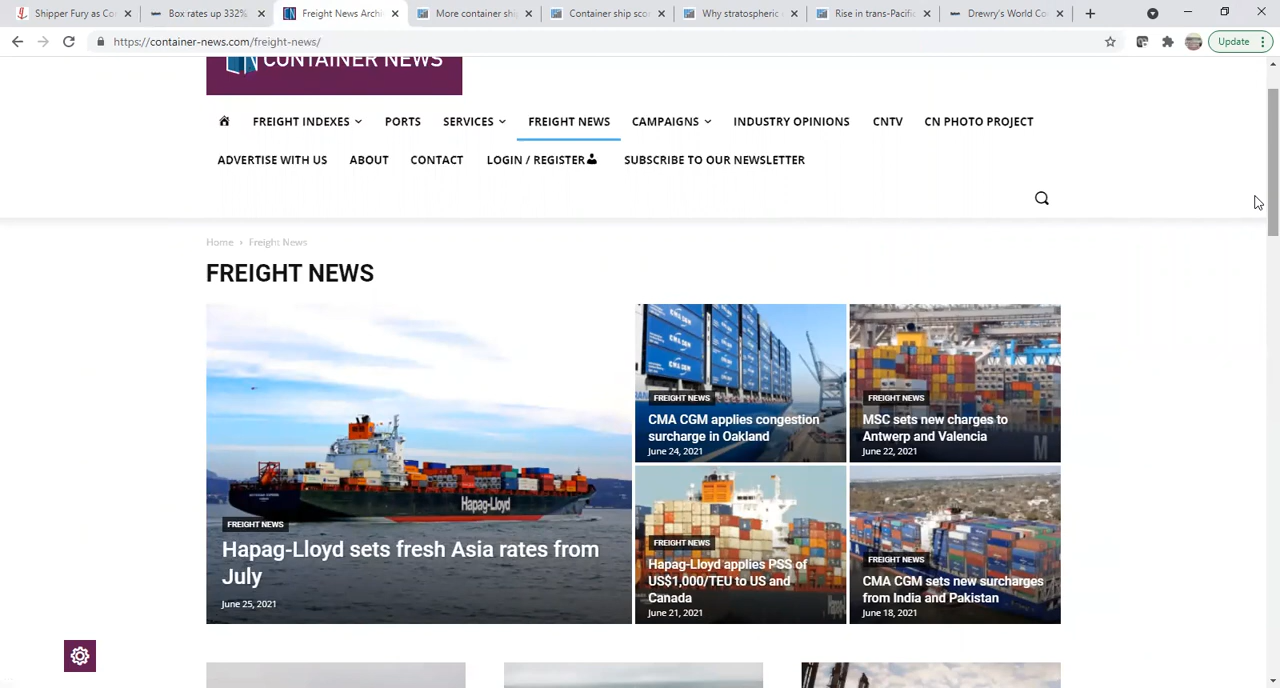 Shipper Fury as Co
Box rates up 332%
Freight News Archi
More container ship
Container ship sco
Why stratospheric
Rise in trans-Pacifi
Drewry's World Co
https://container-news.com/freight-news/
Update
CONTAINER NEWS
FREIGHT INDEXES
PORTS
SERVICES
FREIGHT NEWS
CAMPAIGNS
INDUSTRY OPINIONS
CNTV
CN PHOTO PROJECT
ADVERTISE WITH US
ABOUT
CONTACT
LOGIN / REGISTER
SUBSCRIBE TO OUR NEWSLETTER
Home › Freight News
FREIGHT NEWS
Hapag-Lloyd
FREIGHT NEWS
Hapag-Lloyd sets fresh Asia rates from
July
June 25, 2021
CMA CGM
FREIGHT NEWS
CMA CGM applies congestion
surcharge in Oakland
June 24, 2021
FREIGHT NEWS
MSC sets new charges to
Antwerp and Valencia
June 22, 2021
FREIGHT NEWS
Hapag-Lloyd applies PSS of
US$1,000/TEU to US and
Canada
June 21, 2021
FREIGHT NEWS
CMA CGM sets new surcharges
from India and Pakistan
June 18, 2021